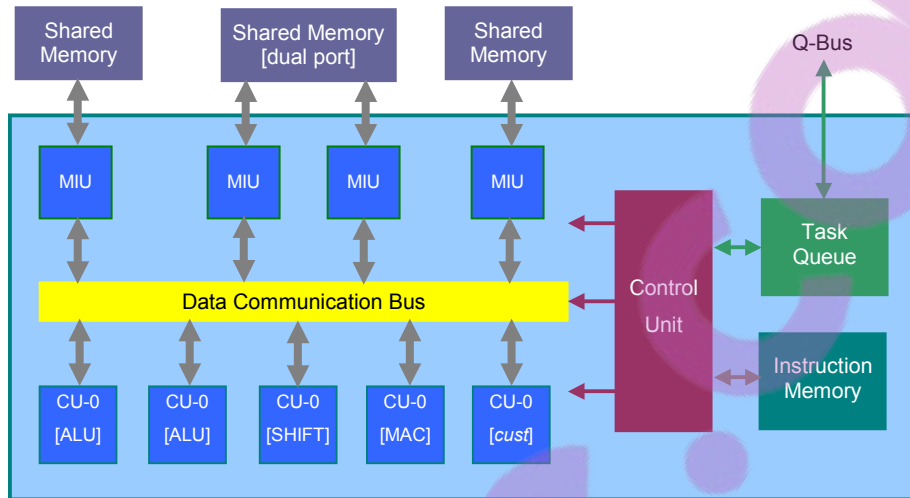 Shared
Memory
Shared Memory
[dual port]
Shared
Memory
Q-Bus
MIU
MIU
MIU
MIU
Task
Queue
Data Communication Bus
Control
Unit
Instruction
Memory
CU-0
[ALU]
CU-0
[ALU]
CU-0
[SHIFT]
CU-0
[MAC]
CU-0
[cust]